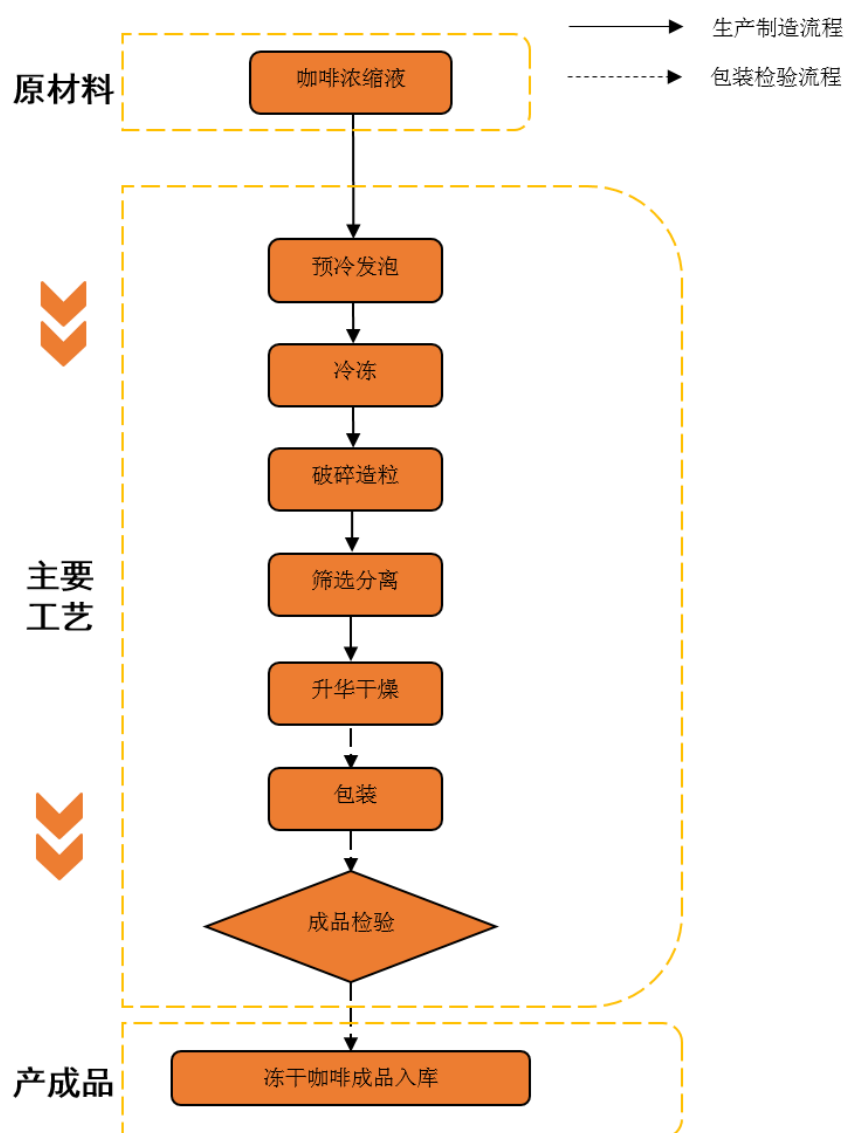 生产制造流程
包装检验流程
原材料
咖啡浓缩液
预冷发泡
冷冻
破碎造粒
筛选分离
主要
工艺
升华干燥
包装
成品检验
产成品
冻干咖啡成品入库